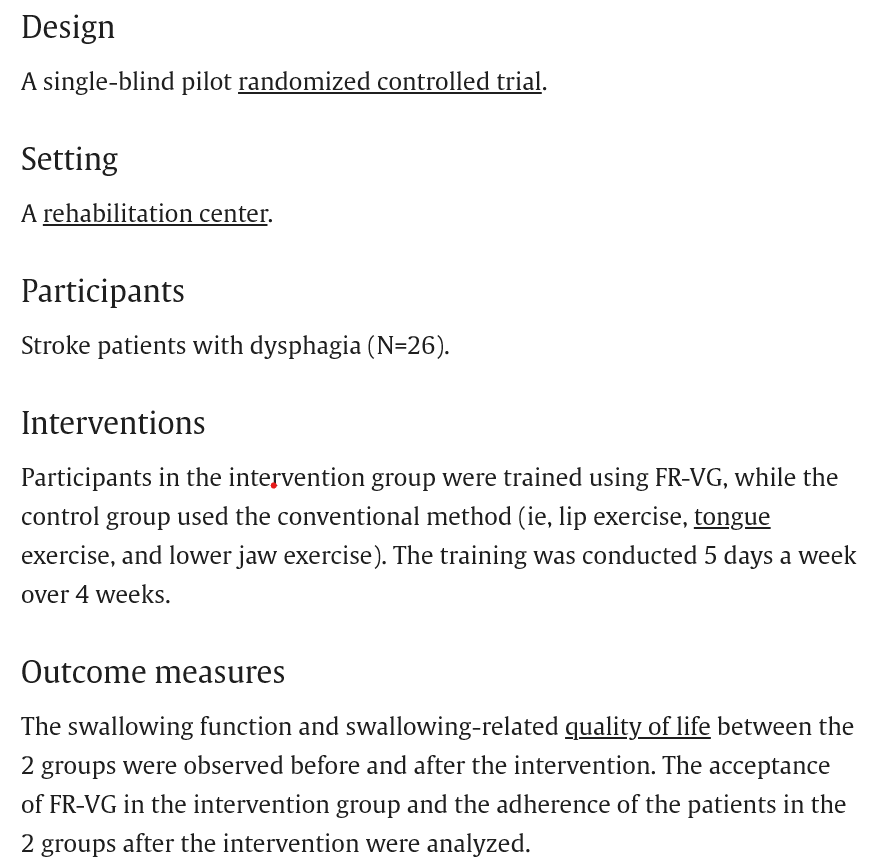 Design
A single-blind pilot randomized controlled trial.
Setting
A rehabilitation center.
Participants
Stroke patients with dysphagia (N=26).
Interventions
Participants in the intervention group were trained using FR-VG, while the
control group used the conventional method (ie, lip exercise, tongue
exercise, and lower jaw exercise). The training was conducted 5 days a week
over 4 weeks.
Outcome measures
The swallowing function and swallowing-related quality of life between the
2 groups were observed before and after the intervention. The acceptance
of FR-VG in the intervention group and the adherence of the patients in the
2 groups after the intervention were analyzed.